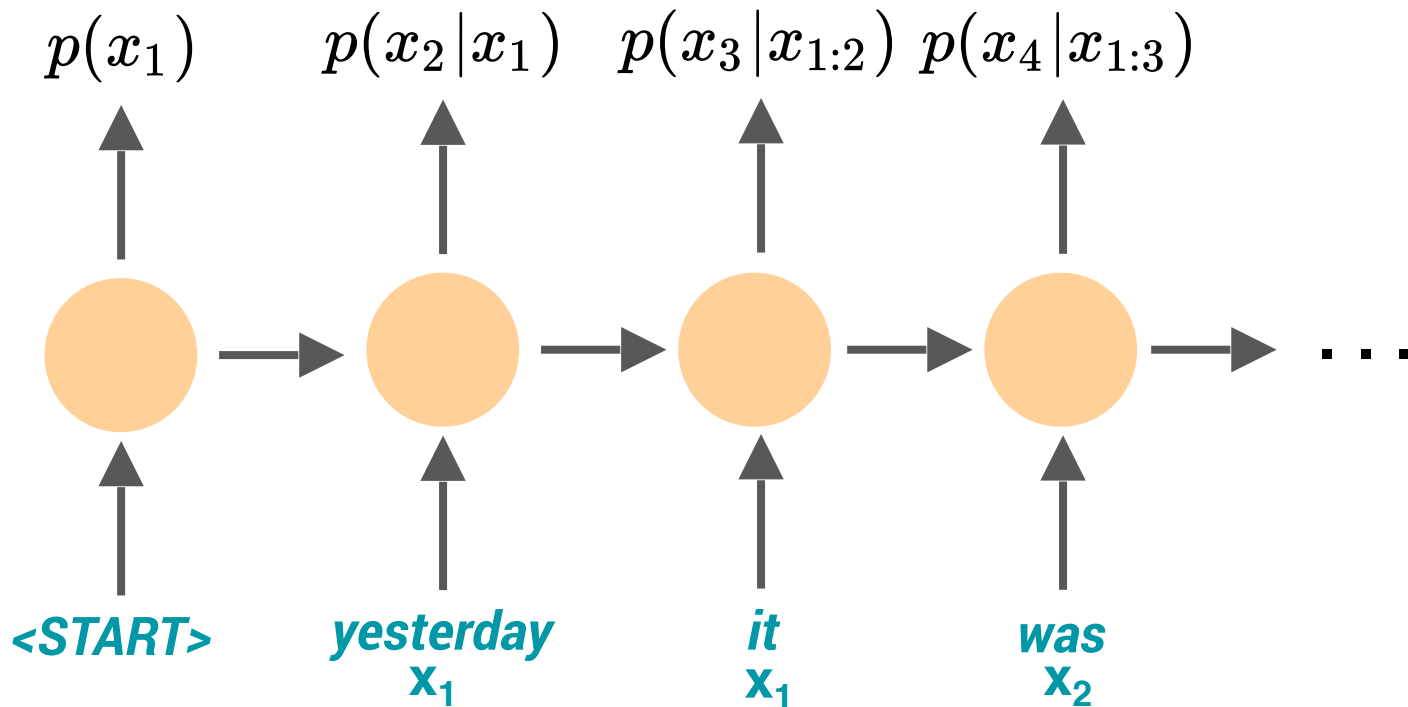 p(x₁) p(x₂|x₁) p(x₃|x₁:₂) p(x₄|x₁:₃)
. . .
<START> yesterday it was
x₁ x₁ x₂